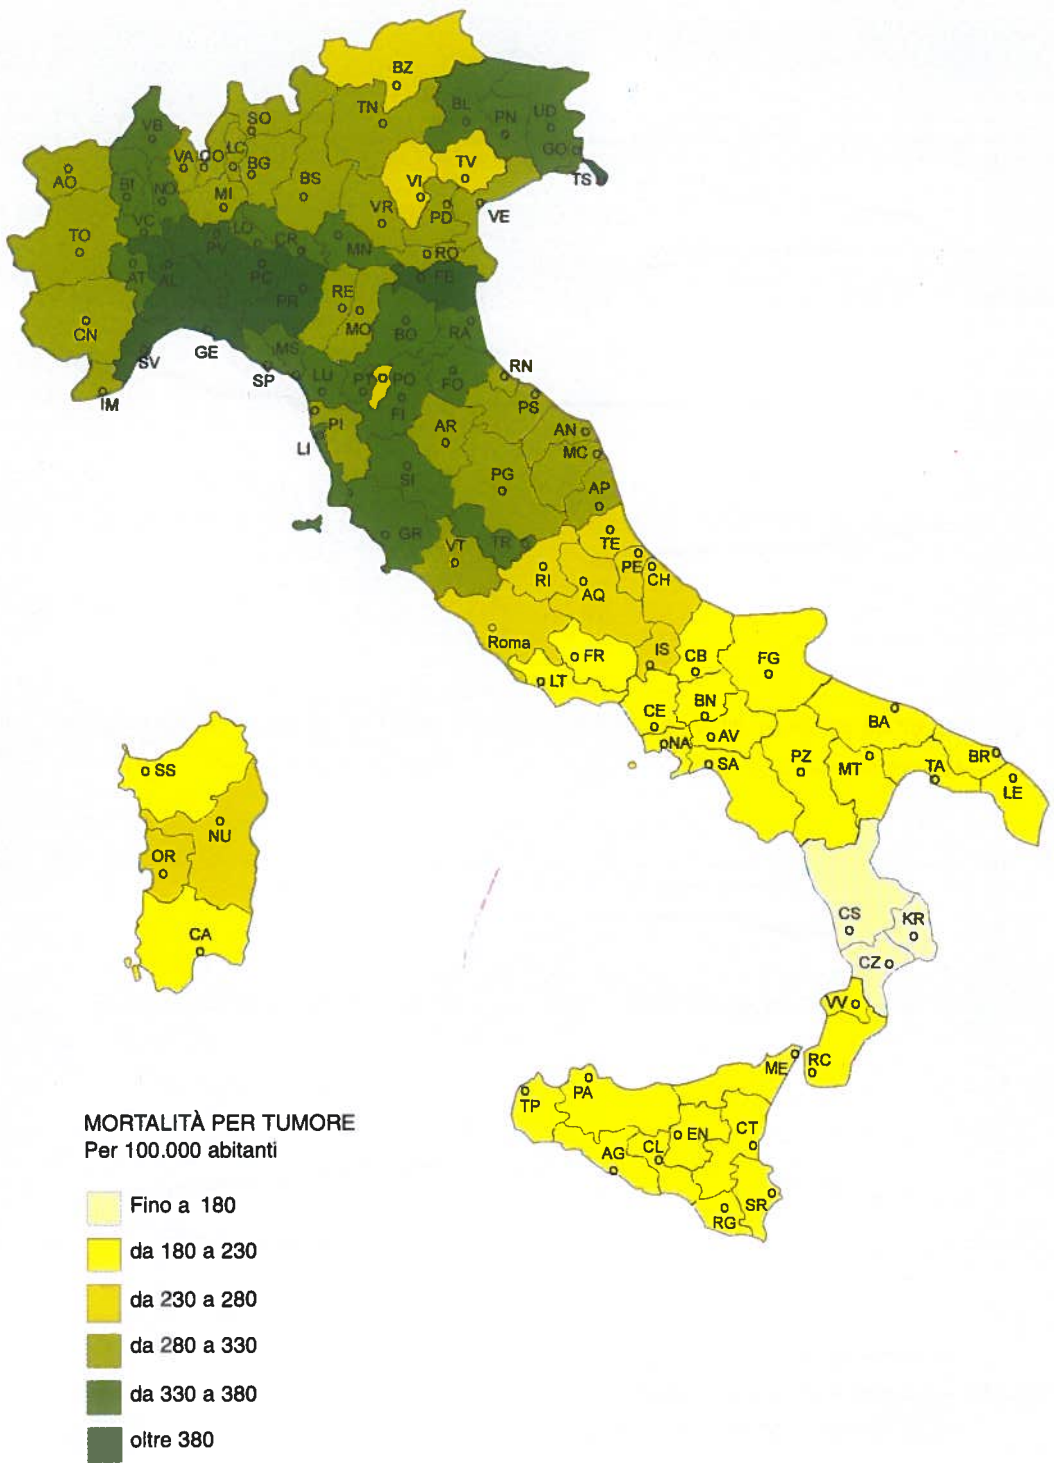 BZ
TN
SO
BL
PN
UD
GO
TS
VB
VA
CO
LC
BG
AO
BI
NO
MI
BS
VI
TV
VR
PD
VE
TO
VC
PV
LO
CR
MN
RO
AT
AL
PC
PR
FE
RE
MO
CN
BO
RA
SV
GE
MS
SP
LU
PT
PO
FO
RN
IM
FI
PS
LI
PI
AR
AN
MC
SI
PG
AP
GR
VT
TR
TE
RI
PE
CH
AQ
Roma
FR
IS
CB
FG
LT
CE
BN
BA
NA
AV
SA
PZ
MT
TA
BR
LE
SS
NU
OR
CA
CS
KR
CZ
VV
ME
RC
TP
PA
EN
CT
AG
CL
SR
RG
MORTALITÀ PER TUMORE
Per 100.000 abitanti
Fino a 180
da 180 a 230
da 230 a 280
da 280 a 330
da 330 a 380
oltre 380